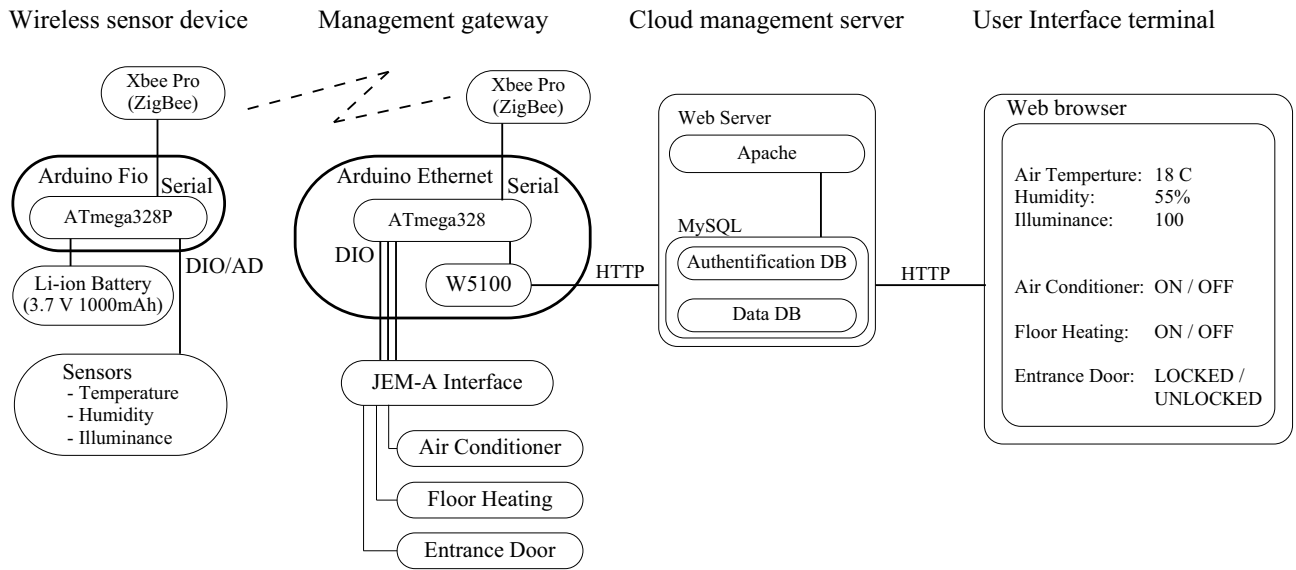 Wireless sensor device
Management gateway
Cloud management server
User Interface terminal
Xbee Pro
(ZigBee)
Arduino Fio
Serial
ATmega328P
DIO/AD
Li-ion Battery
(3.7 V 1000mAh)
Sensors
- Temperature
- Humidity
- Illuminance
Xbee Pro
(ZigBee)
Arduino Ethernet
Serial
ATmega328
DIO
W5100
HTTP
JEM-A Interface
Air Conditioner
Floor Heating
Entrance Door
Web Server
Apache
MySQL
Authentification DB
Data DB
HTTP
Web browser
Air Temperture: 18 C
Humidity: 55%
Illuminance: 100
Air Conditioner: ON / OFF
Floor Heating: ON / OFF
Entrance Door: LOCKED /
UNLOCKED